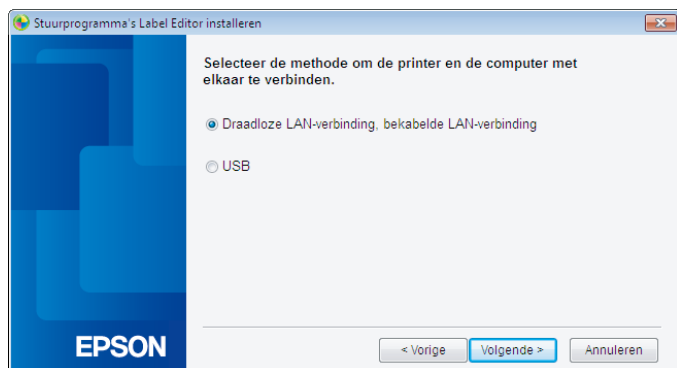 Stuurprogramma's Label Editor installeren
Selecteer de methode om de printer en de computer met
elkaar te verbinden.
Draadloze LAN-verbinding, bekabelde LAN-verbinding
USB
EPSON
< Vorige
Volgende >
Annuleren